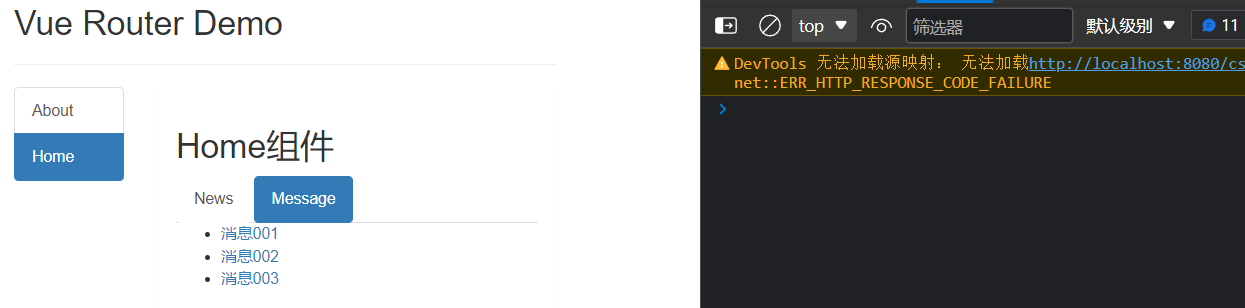 Vue Router Demo
About
Home
Home组件
News
Message
消息001
消息002
消息003
top
筛选器
默认级别
11
DevTools 无法加载源映射： 无法加载http://localhost:8080/cs
net::ERR_HTTP_RESPONSE_CODE_FAILURE